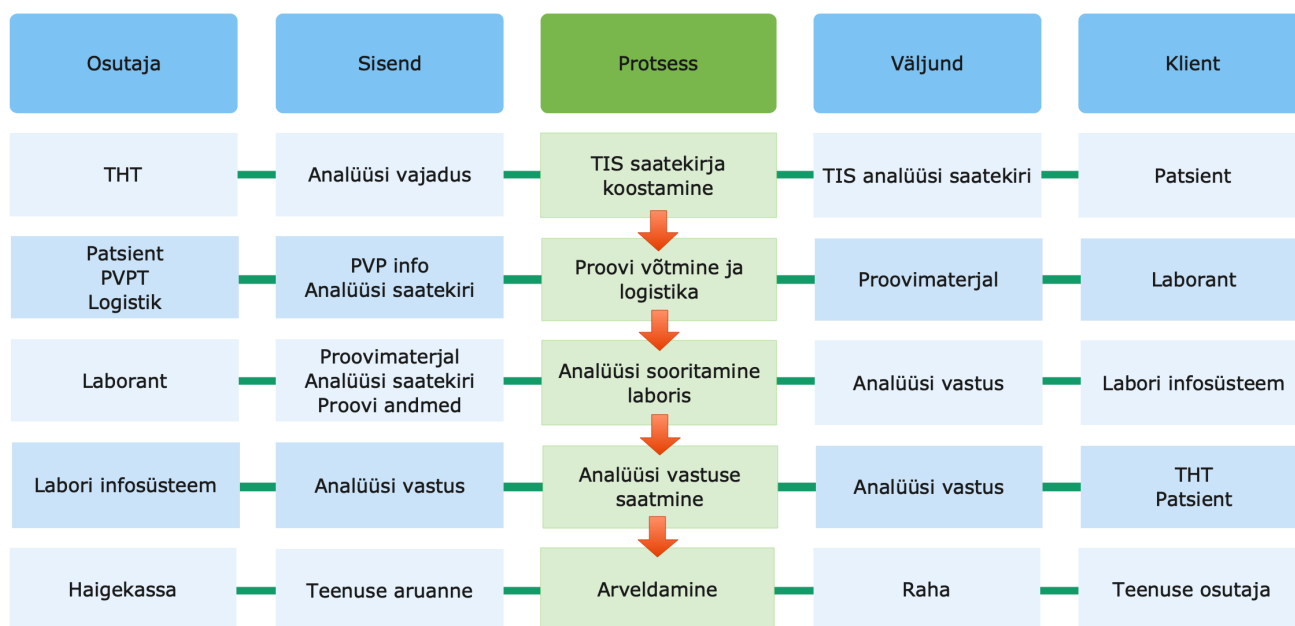 Osutaja
Sisend
Protsess
Väljund
Klient
THT
Analüüsi vajadus
TIS saatekirja
koostamine
TIS analüüsi saatekiri
Patsient
Patsient
PVPT
Logistik
PVP info
Analüüsi saatekiri
Proovi võtmine ja
logistika
Proovimaterjal
Laborant
Laborant
Proovimaterjal
Analüüsi saatekiri
Proovi andmed
Analüüsi sooritamine
laboris
Analüüsi vastus
Labori infosüsteem
Labori infosüsteem
Analüüsi vastus
Analüüsi vastuse
saatmine
Analüüsi vastus
THT
Patsient
Haigekassa
Teenuse aruanne
Arveldamine
Raha
Teenuse osutaja